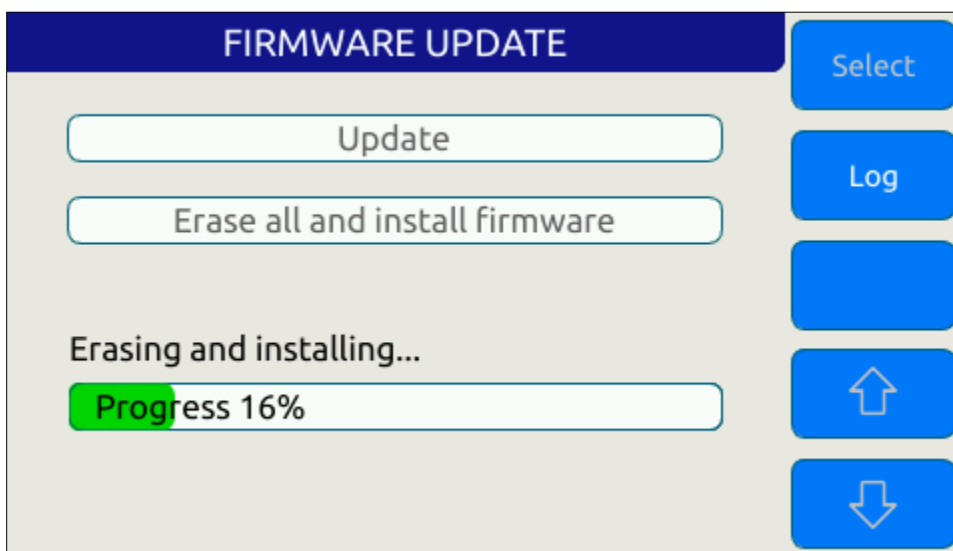 FIRMWARE UPDATE
Select
Update
Log
Erase all and install firmware
Erasing and installing...
Progress 16%